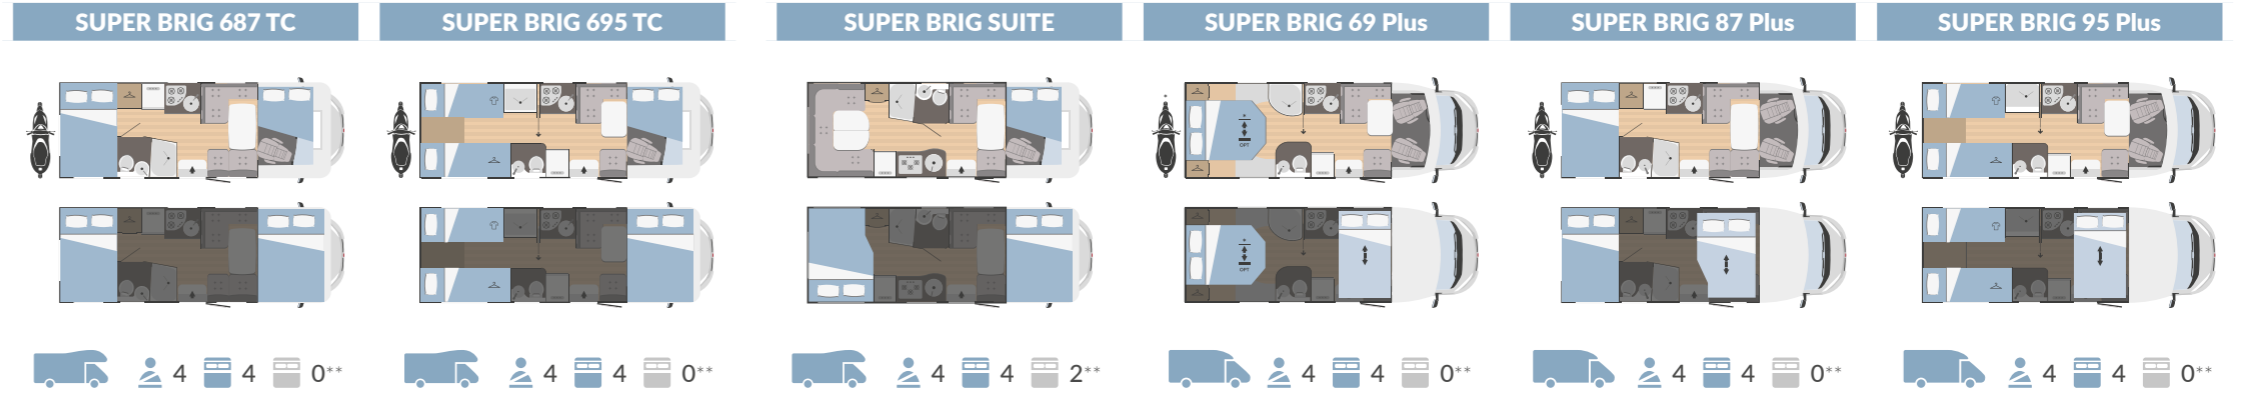 SUPER BRIG 687 TC
SUPER BRIG 695 TC
SUPER BRIG SUITE
SUPER BRIG 69 Plus
SUPER BRIG 87 Plus
SUPER BRIG 95 Plus
OPT
OPT
4 4 0**
4 4 0**
4 4 2**
4 4 0**
4 4 0**
4 4 0**